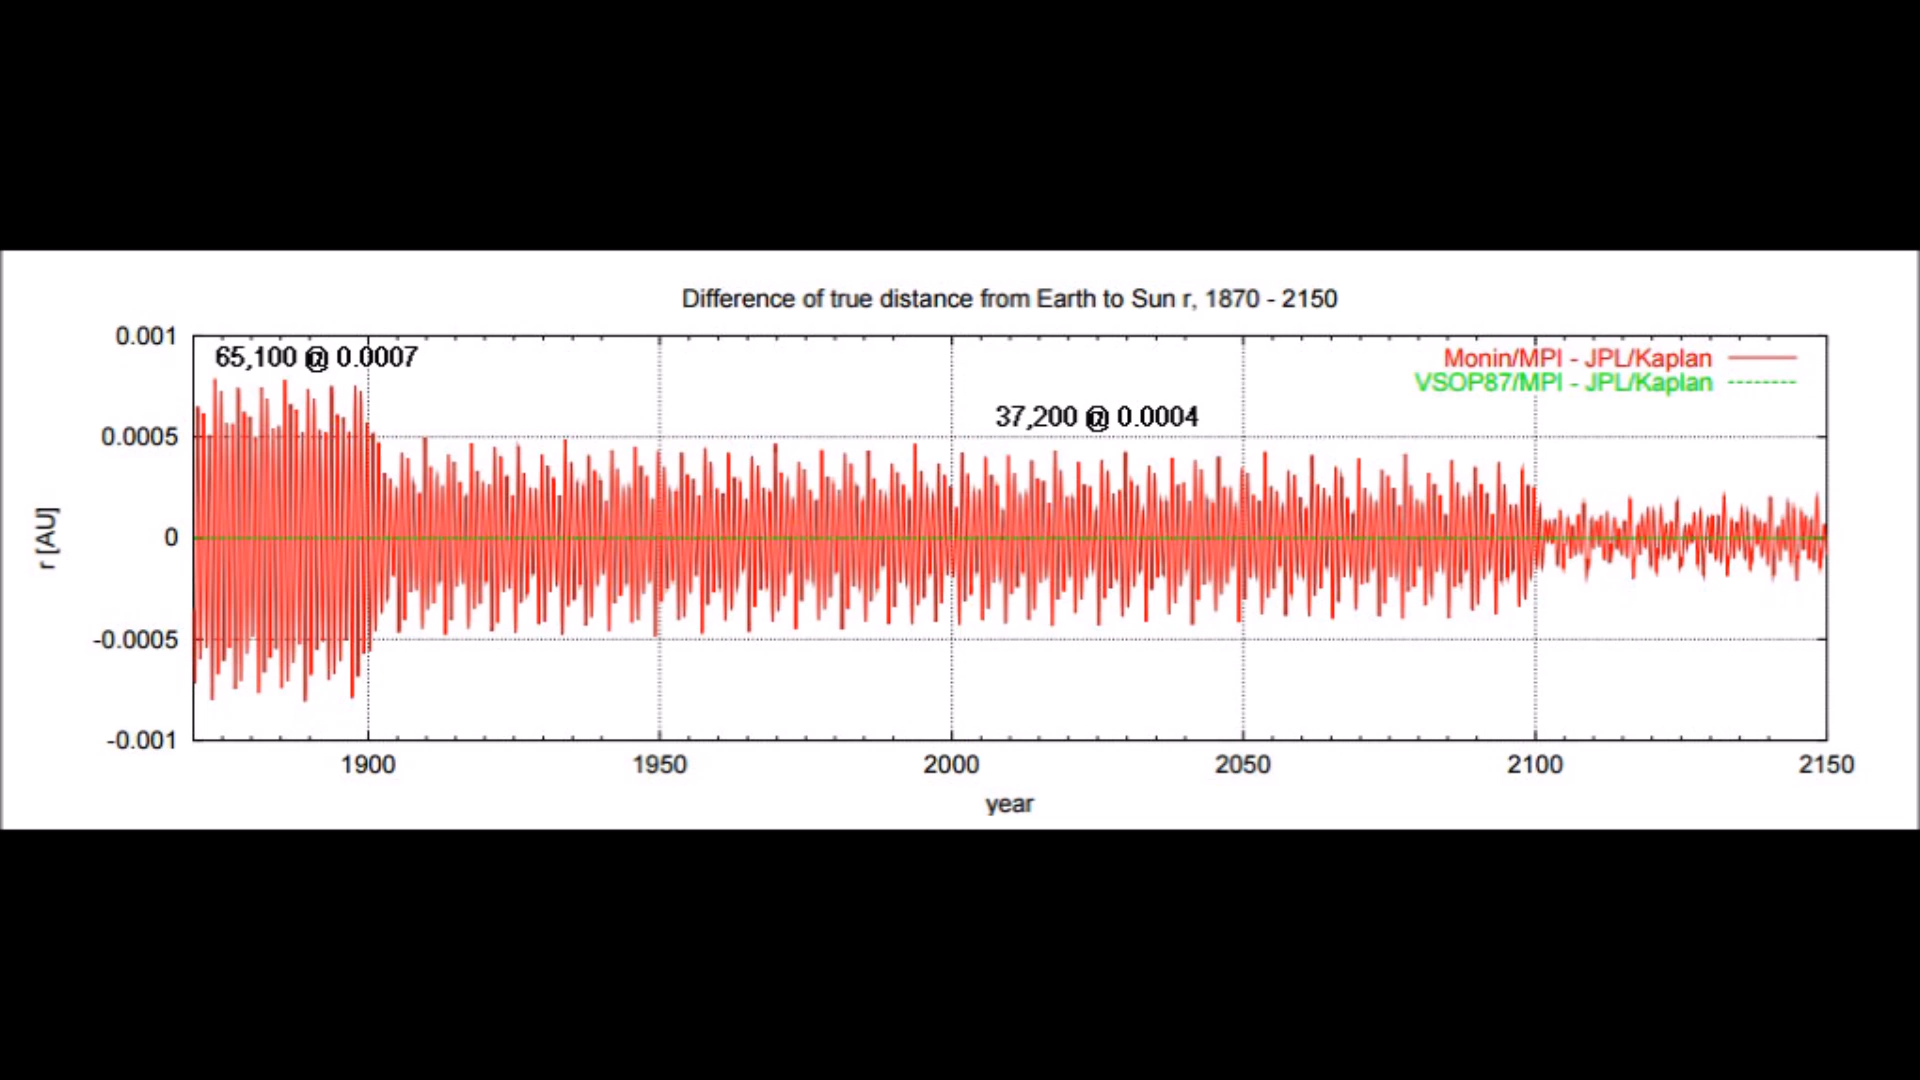 Difference of true distance from Earth to Sun r, 1870 - 2150
0.001
65,100 @ 0.0007
Monin/MPI - JPL/Kaplan
VSOP87/MPI - JPL/Kaplan
37,200 @ 0.0004
0.0005
r [AU]
0
-0.0005
-0.001
1900 1950 2000 2050 2100 2150
year